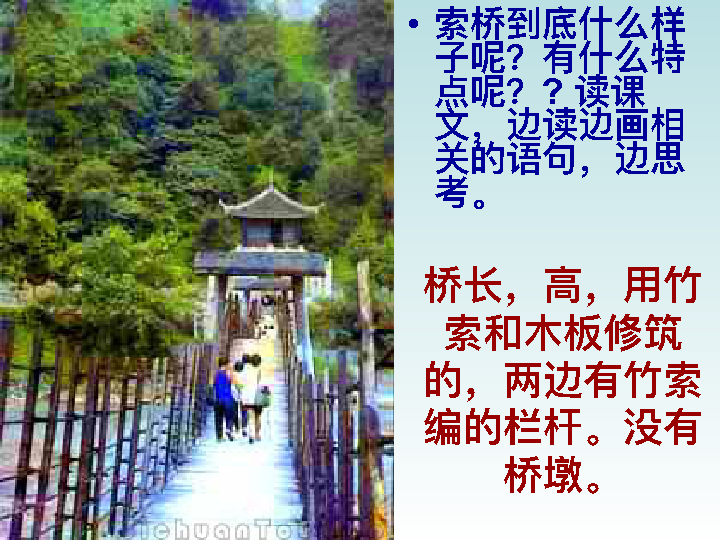 • 索桥到底什么样
子呢？有什么特
点呢？? 读课
文，边读边画相
关的语句，边思
考。
桥长，高，用竹
索和木板修筑
的，两边有竹索
编的栏杆。没有
桥墩。